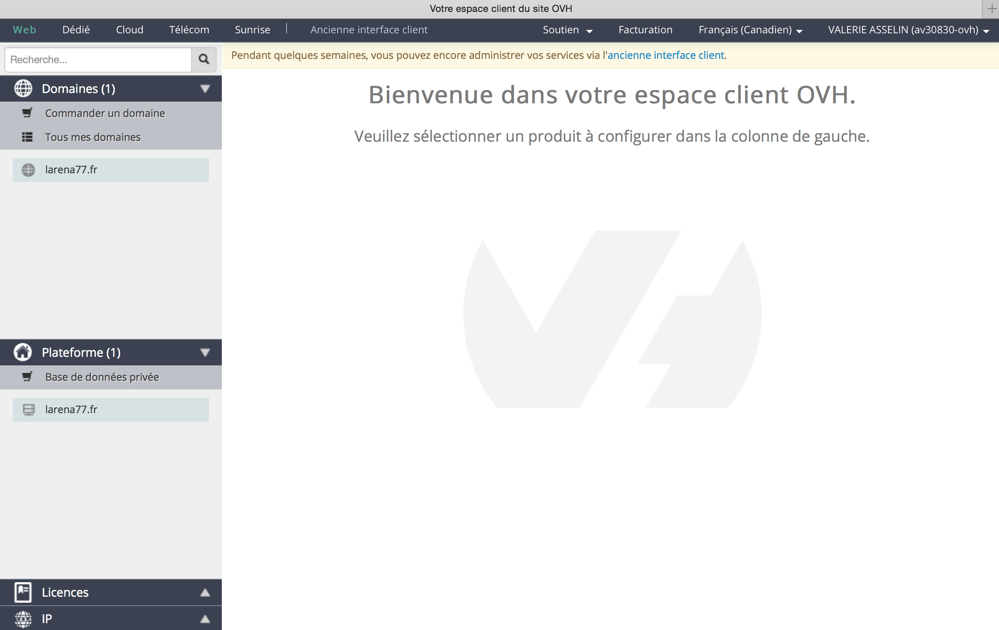 Votre espace client du site OVH
Web Dédié Cloud Télécom Sunrise | Ancienne interface client Soutien Facturation Français (Canadien) VALERIE ASSELIN (av30830-ovh)
Recherche...
Pendant quelques semaines, vous pouvez encore administrer vos services via l'ancienne interface client.
Domaines (1)
Commander un domaine
Tous mes domaines
larena77.fr
Bienvenue dans votre espace client OVH.
Veuillez sélectionner un produit à configurer dans la colonne de gauche.
Plateforme (1)
Base de données privée
larena77.fr
Licences
IP